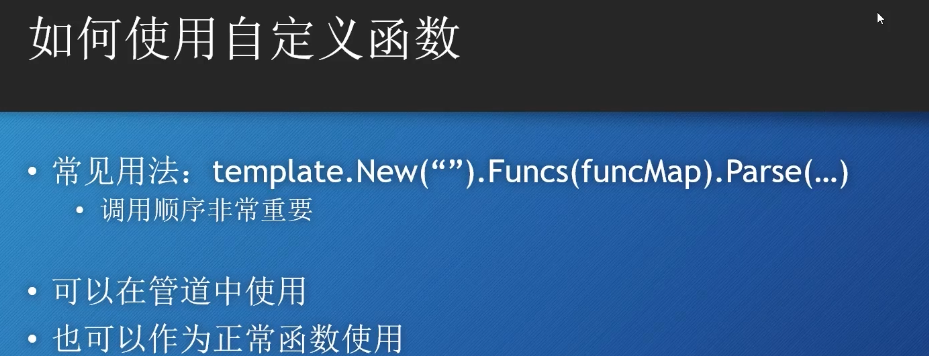 如何使用自定义函数
• 常见用法：template.New(“”).Funcs(funcMap).Parse(…)
• 调用顺序非常重要
• 可以在管道中使用
• 也可以作为正常函数使用